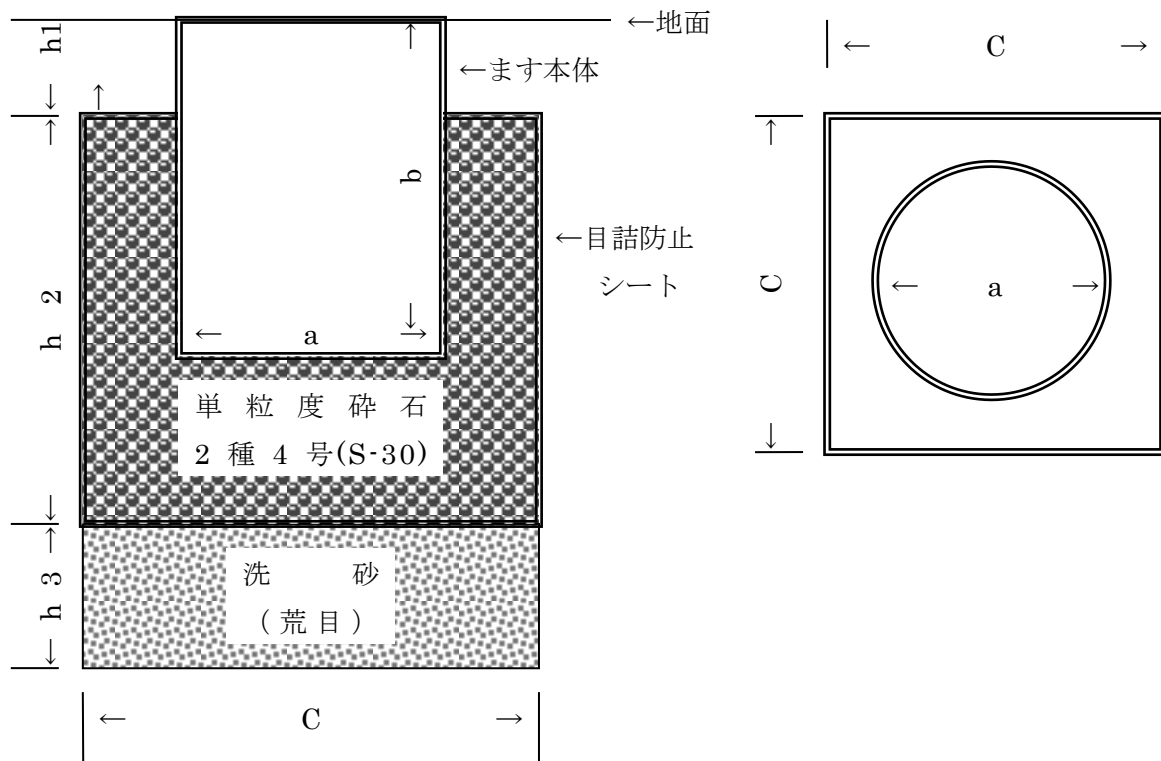 ←地面
h1
←ます本体
↑
b
h 2
←目詰防止
シート
← a →
単 粒 度 砕 石
2 種 4 号(S-30)
h 3
洗 砂
(荒目)
← C →
← C →
C
← a →